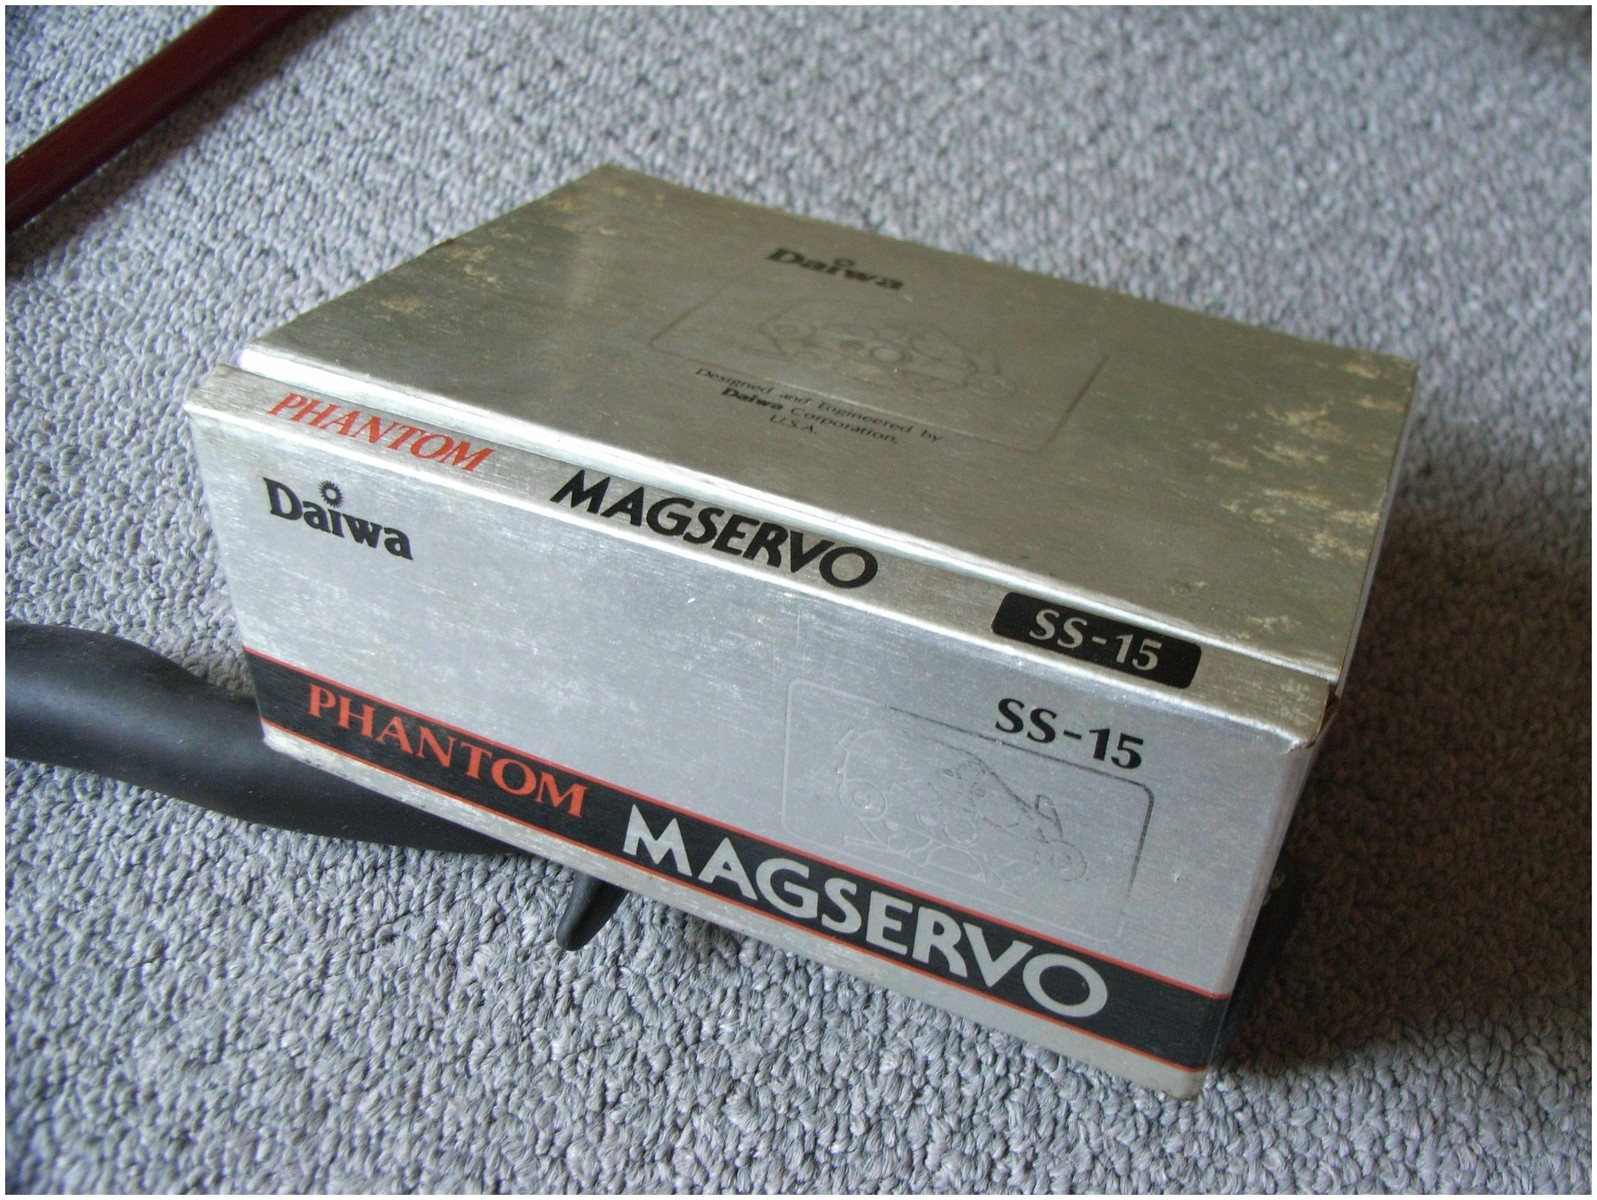 Daiwa
Designed and Engineered by
Daiwa Corporation.
U.S.A.
PHANTOM MAGSERVO SS-15
Daiwa
SS-15
PHANTOM MAGSERVO